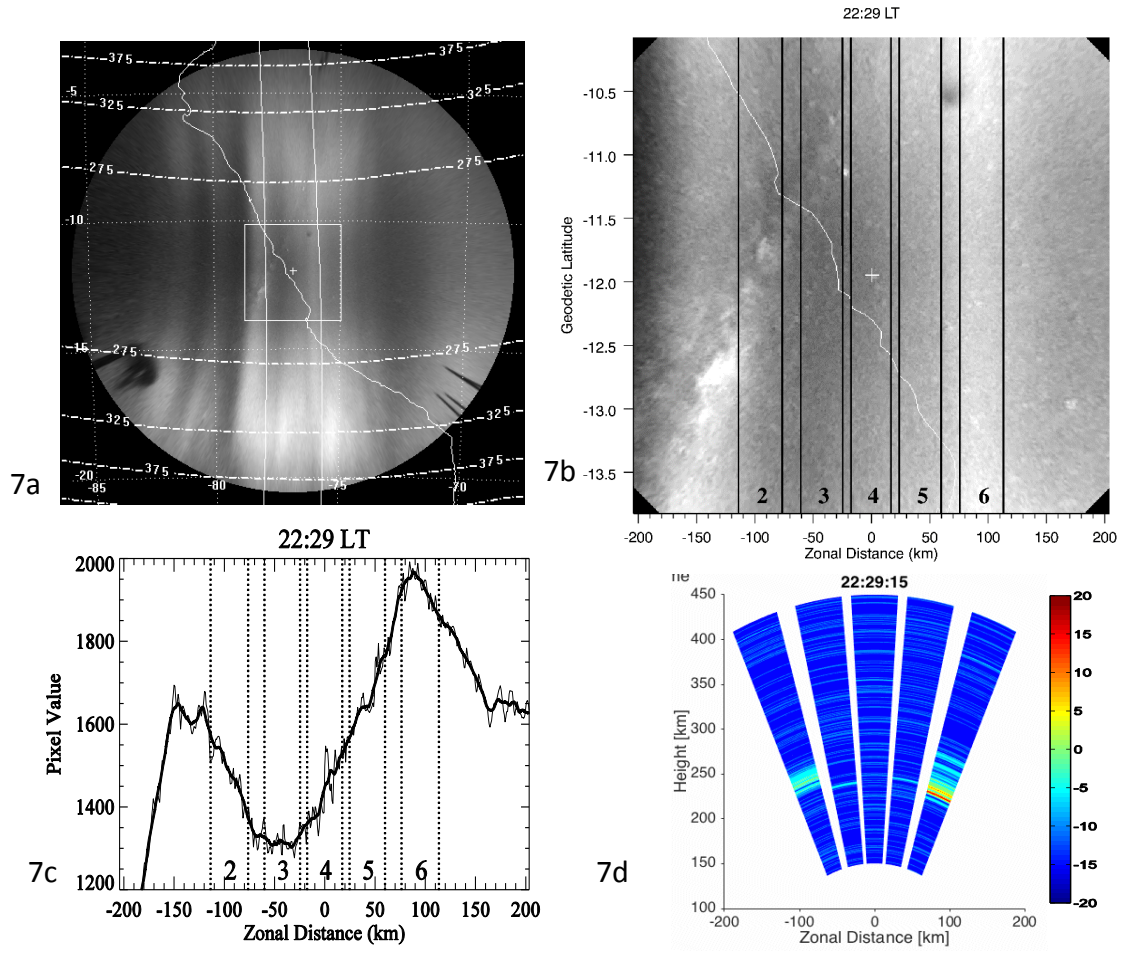 22:29 LT
375
375
-5
325
325
275
275
-10
-15
275
275
325
325
375
375
-20
-85
-80
-75
-70
7a
22:29 LT
Geodetic Latitude
-10.5
-11.0
-11.5
-12.0
-12.5
-13.0
-13.5
2 3 4 5 6
-200 -150 -100 -50 0 50 100 150 200
Zonal Distance (km)
7b
22:29 LT
Pixel Value
2000
1800
1600
1400
1200
2 3 4 5 6
-200 -150 -100 -50 0 50 100 150 200
Zonal Distance (km)
7c
ne
22:29:15
Height [km]
450
400
350
300
250
200
150
100
-200 -100 0 100 200
Zonal Distance [km]
20
15
10
5
0
-5
-10
-15
-20
7d